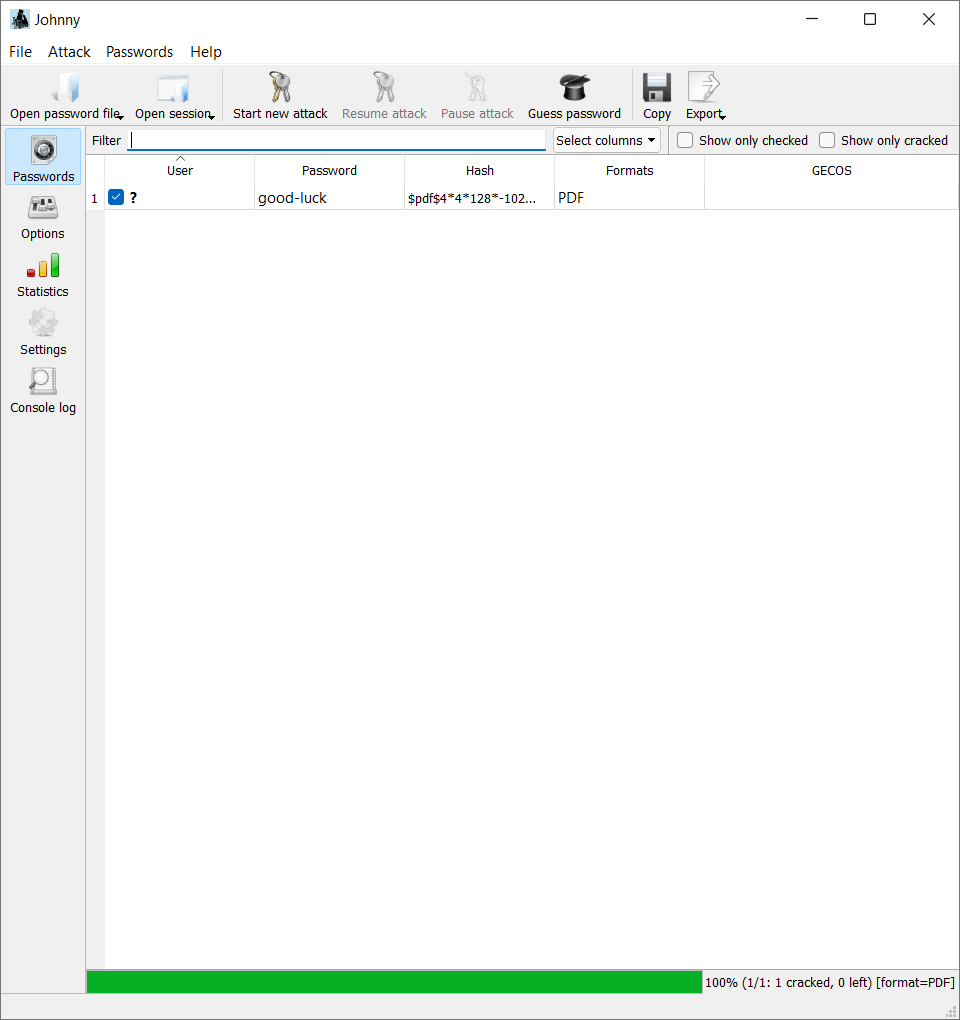 Johnny
File Attack Passwords Help
Open password file Open session Start new attack Resume attack Pause attack Guess password Copy Export
Passwords
Options
Statistics
Settings
Console log
Filter Select columns Show only checked Show only cracked
User Password Hash Formats GECOS
1 ? good-luck $pdf$4*4*128*-102... PDF
100% (1/1: 1 cracked, 0 left) [format=PDF]